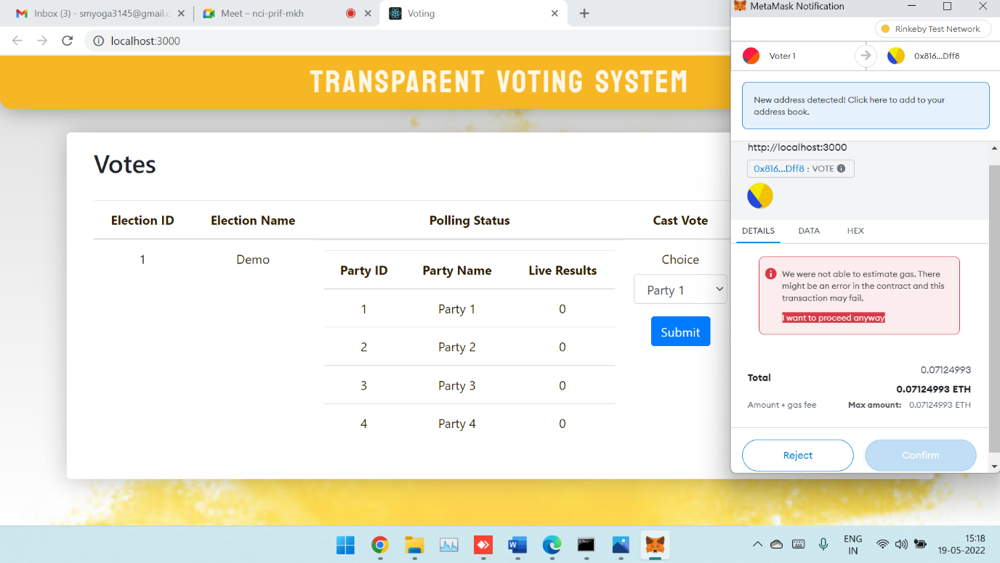 Inbox (3) - smyoga3145@gmail.c
Meet – nci-prif-mkh
Voting
localhost:3000
TRANSPARENT VOTING SYSTEM
Votes
Election ID Election Name Polling Status Cast Vote
1 Demo Choice
Party ID Party Name Live Results
Party 1
1 Party 1 0
Submit
2 Party 2 0
3 Party 3 0
4 Party 4 0
MetaMask Notification
Rinkeby Test Network
Voter 1 0x816...Dff8
New address detected! Click here to add to your
address book.
http://localhost:3000
0x816...Dff8 : VOTE
DETAILS DATA HEX
We were not able to estimate gas. There
might be an error in the contract and this
transaction may fail.
I want to proceed anyway
0.07124993
Total
0.07124993 ETH
Amount + gas fee Max amount: 0.07124993 ETH
Reject Confirm
ENG
IN
15:18
19-05-2022